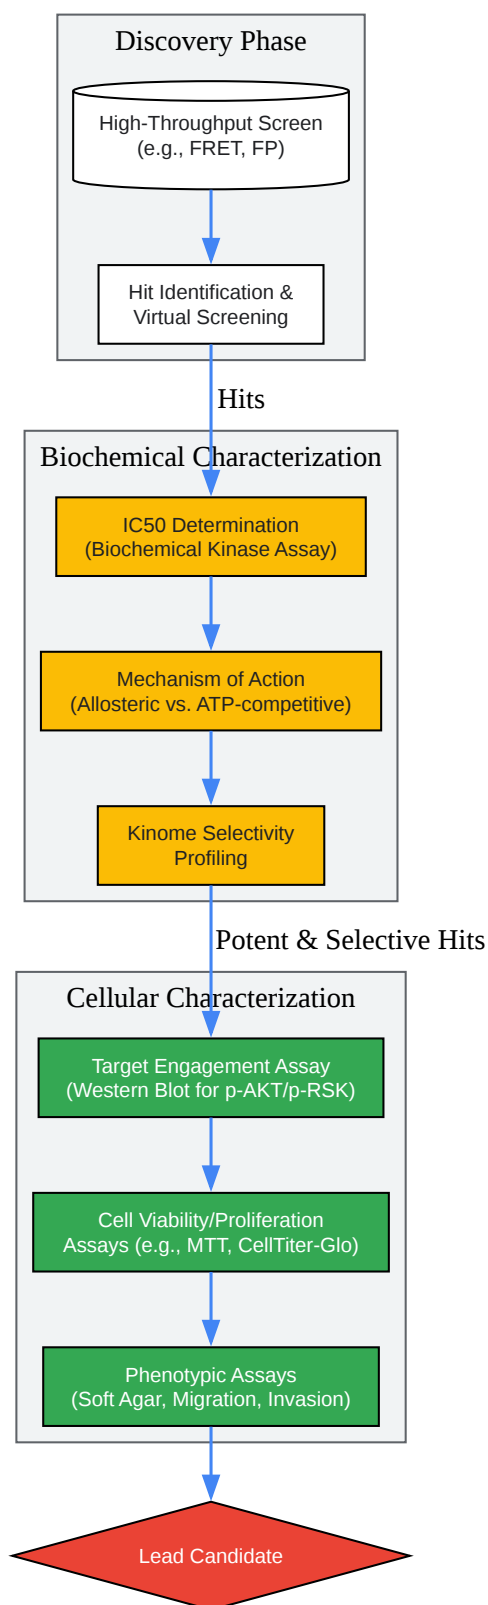 Discovery Phase
High-Throughput Screen
(e.g., FRET, FP)
Hit Identification &
Virtual Screening
Hits
Biochemical Characterization
IC50 Determination
(Biochemical Kinase Assay)
Mechanism of Action
(Allosteric vs. ATP-competitive)
Kinome Selectivity
Profiling
Potent & Selective Hits
Cellular Characterization
Target Engagement Assay
(Western Blot for p-AKT/p-RSK)
Cell Viability/Proliferation
Assays (e.g., MTT, CellTiter-Glo)
Phenotypic Assays
(Soft Agar, Migration, Invasion)
Lead Candidate